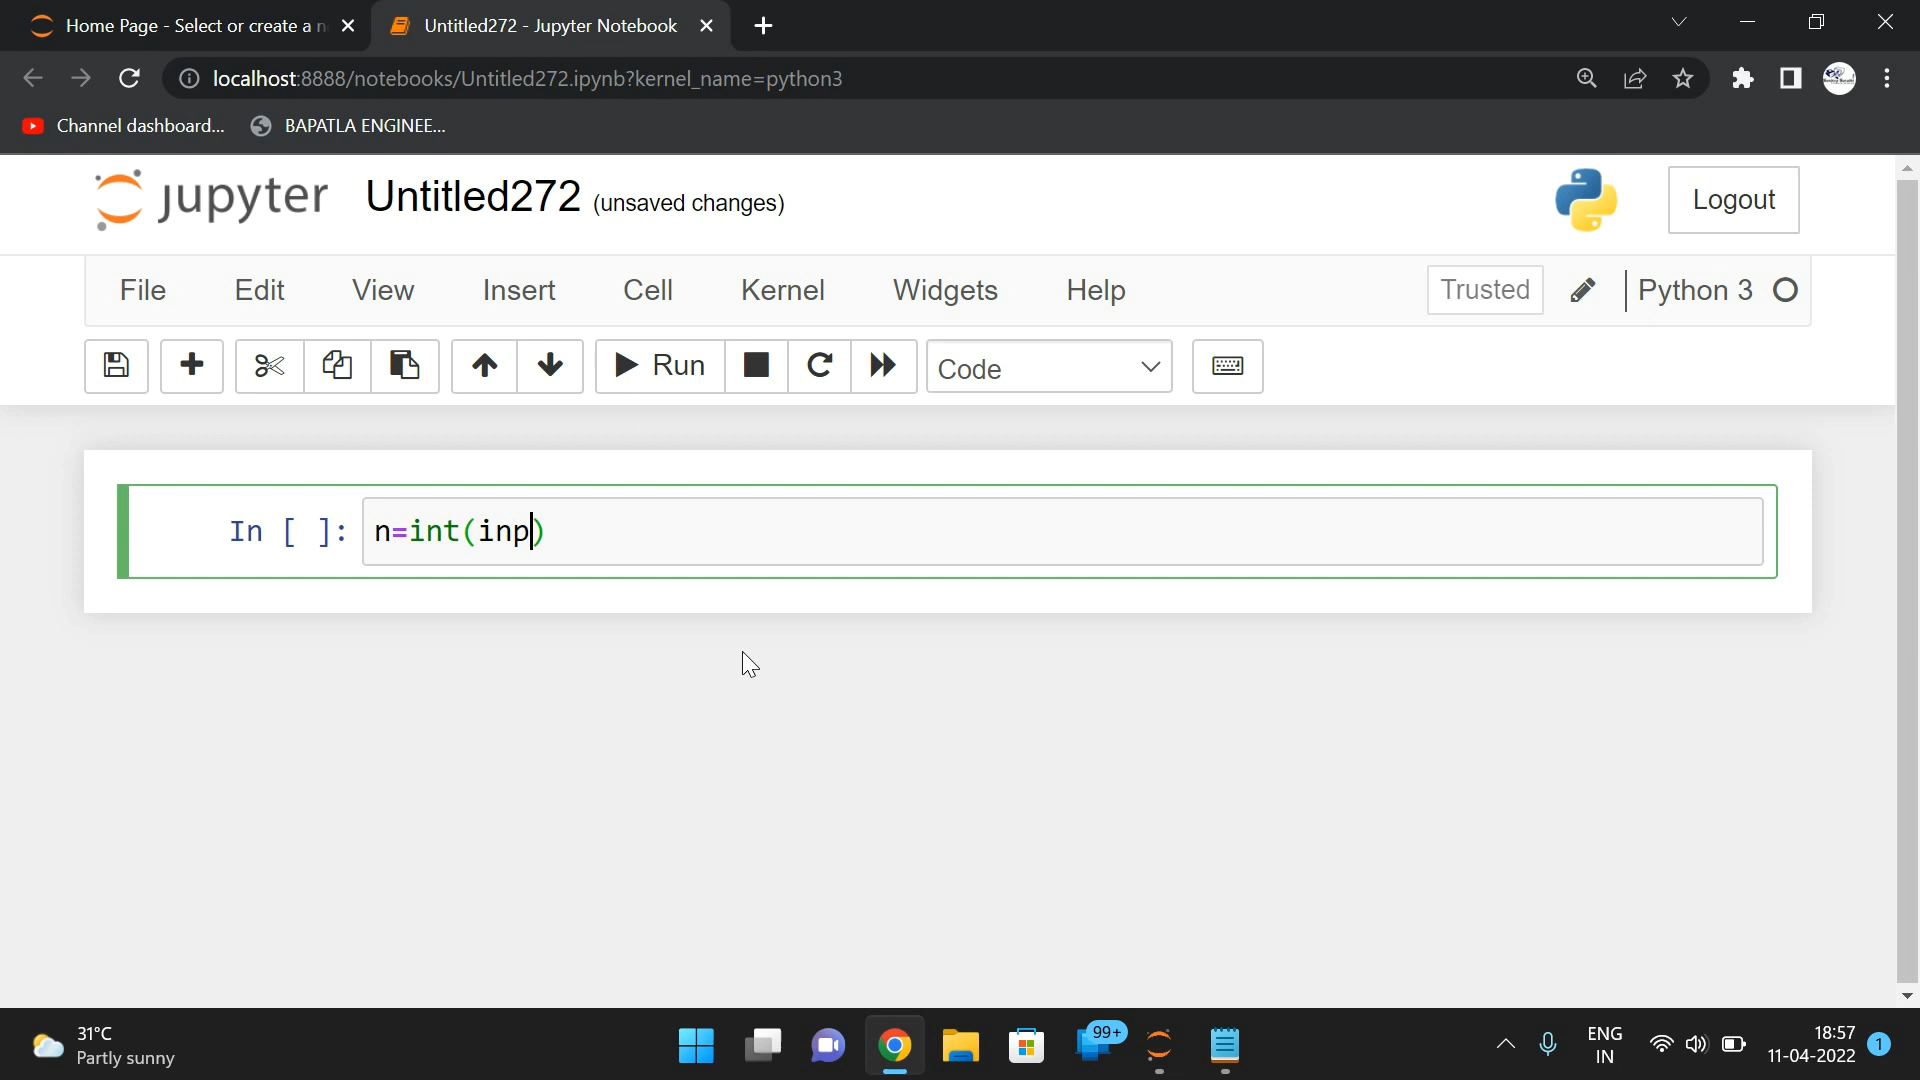 Home Page - Select or create a n
Untitled272 - Jupyter Notebook
localhost:8888/notebooks/Untitled272.ipynb?kernel_name=python3
Channel dashboard...
BAPATLA ENGINEE...
jupyter Untitled272 (unsaved changes)
Logout
File Edit View Insert Cell Kernel Widgets Help
Trusted
Python 3
Run
Code
In [ ]: n=int(inp)
31°C
Partly sunny
99+
ENG
IN
18:57
11-04-2022
1